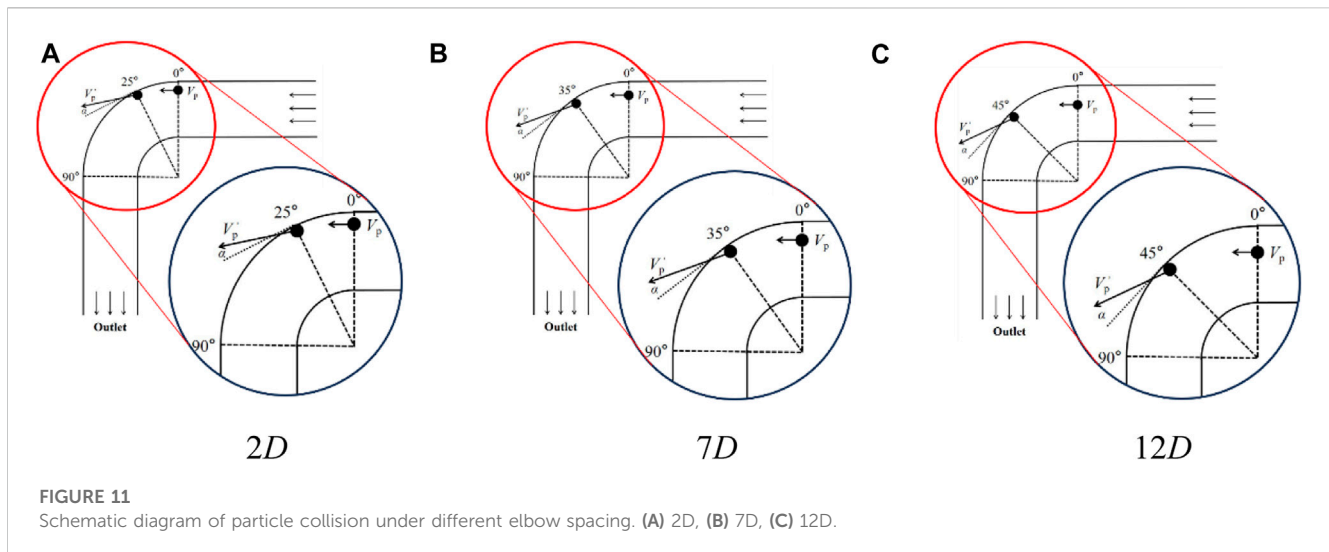 A
0°
25°
V'p
α
Vp
90°
25°
0°
V'p
α
Vp
90°
Outlet
2D
B
0°
35°
V'p
α
Vp
90°
35°
0°
V'p
α
Vp
90°
Outlet
7D
C
0°
45°
V'p
α
Vp
90°
45°
0°
V'p
α
Vp
90°
Outlet
12D
FIGURE 11
Schematic diagram of particle collision under different elbow spacing. (A) 2D, (B) 7D, (C) 12D.